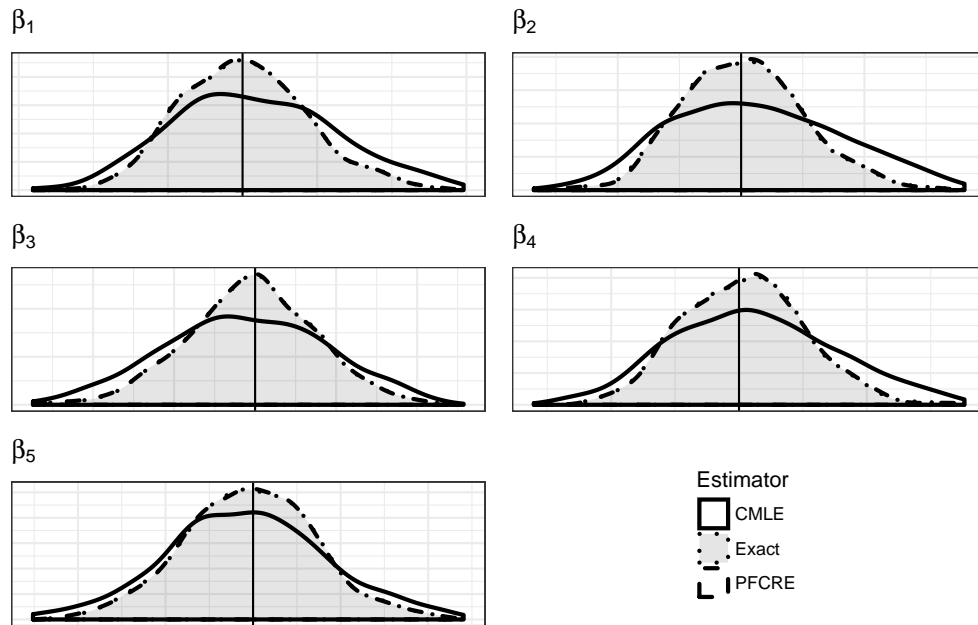 β₁
β₂
β₃
β₄
β₅
Estimator
CMLE
Exact
PFCRE